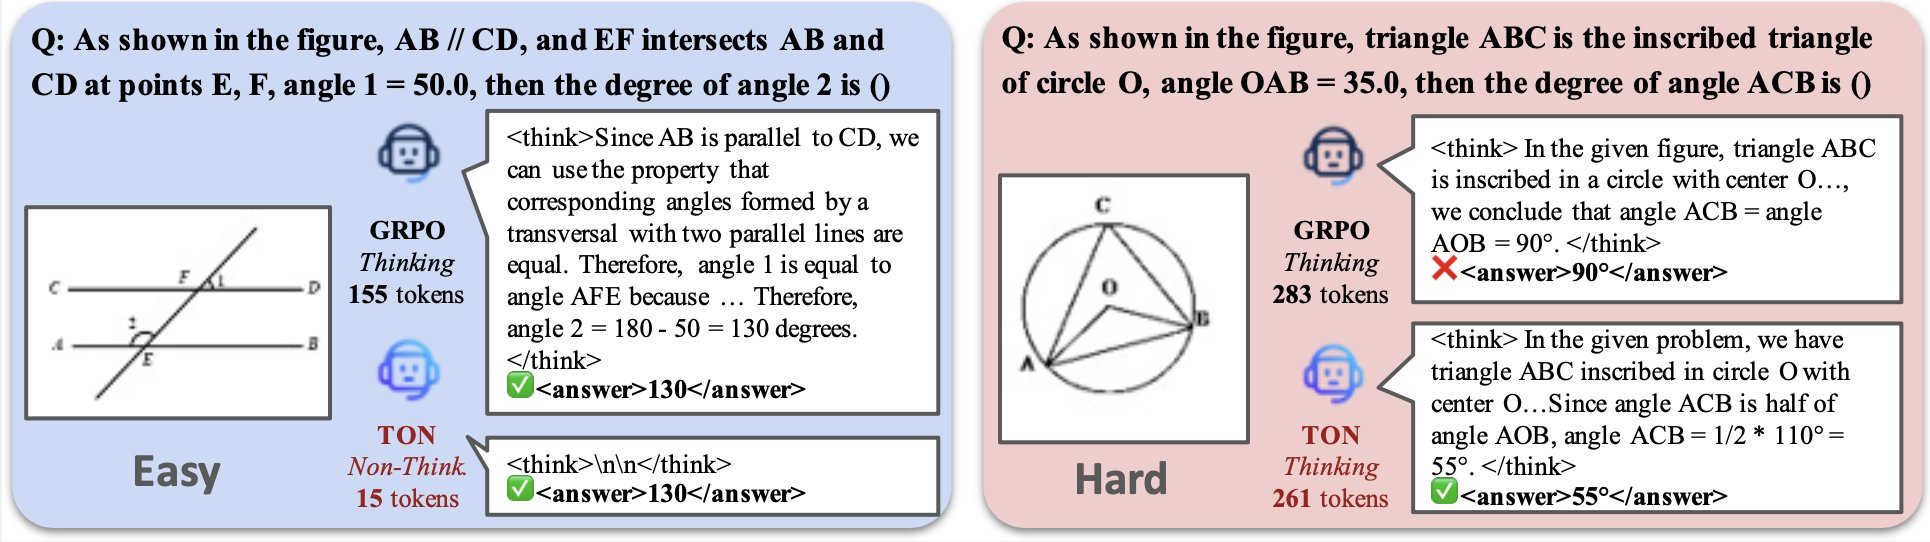 Q: As shown in the figure, AB // CD, and EF intersects AB and
CD at points E, F, angle 1 = 50.0, then the degree of angle 2 is ()
C
F
1
D
2
A
E
B
Easy
GRPO
Thinking
155 tokens
<think>Since AB is parallel to CD, we
can use the property that
corresponding angles formed by a
transversal with two parallel lines are
equal. Therefore, angle 1 is equal to
angle AFE because … Therefore,
angle 2 = 180 - 50 = 130 degrees.
</think>
✅<answer>130</answer>
TON
Non-Think.
15 tokens
<think>\n\n</think>
✅<answer>130</answer>
Q: As shown in the figure, triangle ABC is the inscribed triangle
of circle O, angle OAB = 35.0, then the degree of angle ACB is ()
C
O
B
A
Hard
GRPO
Thinking
283 tokens
<think> In the given figure, triangle ABC
is inscribed in a circle with center O…,
we conclude that angle ACB = angle
AOB = 90°. </think>
❌<answer>90°</answer>
TON
Thinking
261 tokens
<think> In the given problem, we have
triangle ABC inscribed in circle O with
center O…Since angle ACB is half of
angle AOB, angle ACB = 1/2 * 110° =
55°. </think>
✅<answer>55°</answer>